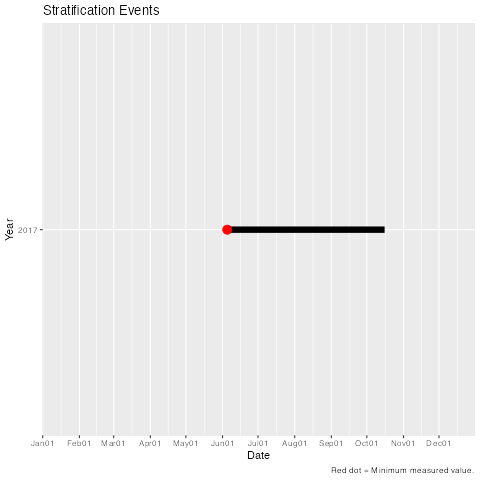 Stratification Events
Year
2017
Jan01 Feb01 Mar01 Apr01 May01 Jun01 Jul01 Aug01 Sep01 Oct01 Nov01 Dec01
Date
Red dot = Minimum measured value.